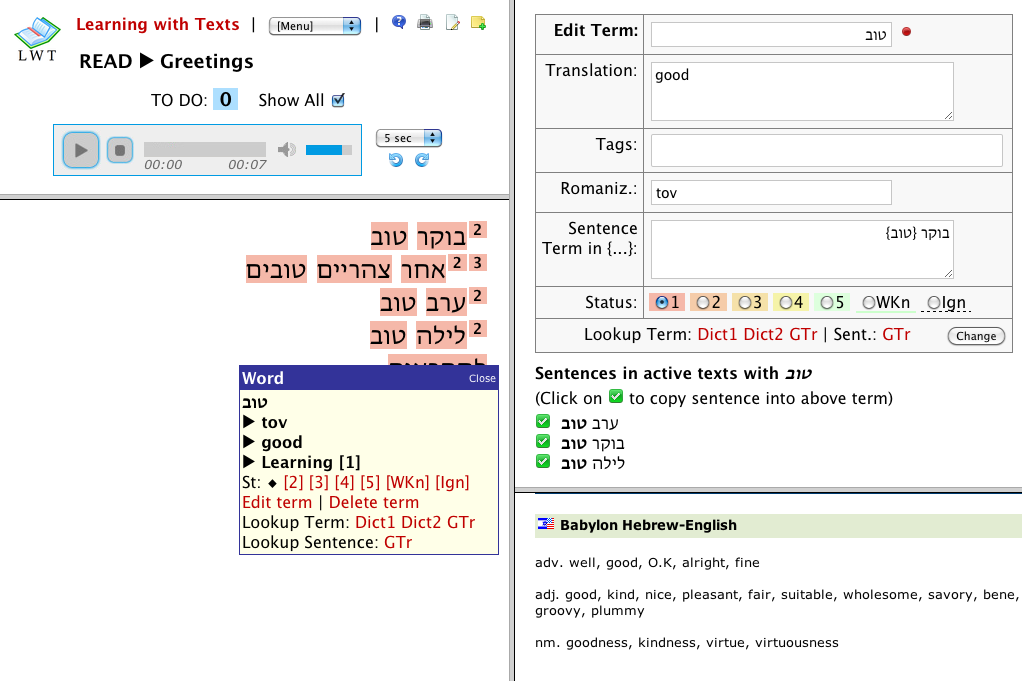 Learning with Texts | [Menu] |
LWT
READ ▶ Greetings
TO DO: 0 Show All
5 sec
00:00 00:07
בוקר טוב 2
אחר צהריים טובים 2 3
ערב טוב 2
לילה טוב 2
Word Close
טוב
▶ tov
▶ good
▶ Learning [1]
St: ◆ [2] [3] [4] [5] [WKn] [Ign]
Edit term | Delete term
Lookup Term: Dict1 Dict2 GTr
Lookup Sentence: GTr
Edit Term: טוב
Translation: good
Tags:
Romaniz.: tov
Sentence
Term in {...}: בוקר {טוב}
Status: 1 2 3 4 5 WKn Ign
Lookup Term: Dict1 Dict2 GTr | Sent.: GTr Change
Sentences in active texts with טוב
(Click on to copy sentence into above term)
ערב טוב
בוקר טוב
לילה טוב
Babylon Hebrew-English
adv. well, good, O.K, alright, fine
adj. good, kind, nice, pleasant, fair, suitable, wholesome, savory, bene,
groovy, plummy
nm. goodness, kindness, virtue, virtuousness